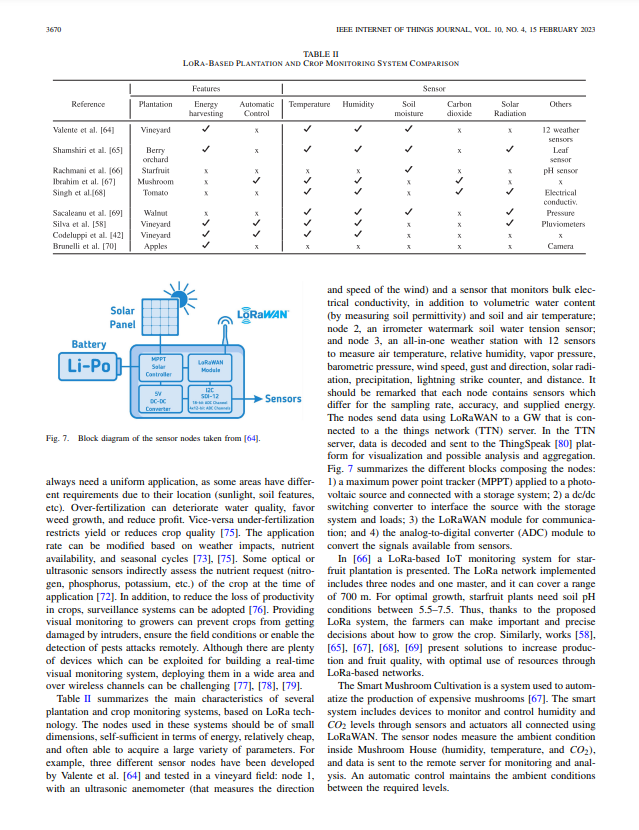 3670
IEEE INTERNET OF THINGS JOURNAL, VOL. 10, NO. 4, 15 FEBRUARY 2023
TABLE II
LORA-BASED PLANTATION AND CROP MONITORING SYSTEM COMPARISON
Features Sensor
Reference Plantation Energy harvesting Automatic Control Temperature Humidity Soil moisture Carbon dioxide Solar Radiation Others
Valente et al. [64] Vineyard ✓ x ✓ ✓ ✓ x x 12 weather sensors
Shamshiri et al. [65] Berry orchard ✓ x ✓ ✓ ✓ x ✓ Leaf sensor
Rachmani et al. [66] Starfruit x x x x ✓ x x pH sensor
Ibrahim et al. [67] Mushroom x ✓ ✓ ✓ x ✓ x x
Singh et al.[68] Tomato x x ✓ ✓ x ✓ ✓ Electrical conductiv.
Sacaleanu et al. [69] Walnut x x ✓ ✓ ✓ x ✓ Pressure
Silva et al. [58] Vineyard ✓ ✓ ✓ ✓ x x ✓ Pluviometers
Codeluppi et al. [42] Vineyard ✓ ✓ ✓ ✓ x x x x
Brunelli et al. [70] Apples ✓ x x x x x x Camera
Solar
Panel
LoRaWAN
Battery
Li-Po
MPPT
Solar
Controller
LoRaWAN
Module
5V
DC-DC
Converter
I2C
SDI-12
Sensors
Fig. 7. Block diagram of the sensor nodes taken from [64].
always need a uniform application, as some areas have differ-
ent requirements due to their location (sunlight, soil features,
etc). Over-fertilization can deteriorate water quality, favor
weed growth, and reduce profit. Vice-versa under-fertilization
restricts yield or reduces crop quality [75]. The application
rate can be modified based on weather impacts, nutrient
availability, and seasonal cycles [73], [75]. Some optical or
ultrasonic sensors indirectly assess the nutrient request (nitro-
gen, phosphorus, potassium, etc.) of the crop at the time of
application [72]. In addition, to reduce the loss of productivity
in crops, surveillance systems can be adopted [76]. Providing
visual monitoring to growers can prevent crops from getting
damaged by intruders, ensure the field conditions or enable the
detection of pests attacks remotely. Although there are plenty
of devices which can be exploited for building a real-time
visual monitoring system, deploying them in a wide area and
over wireless channels can be challenging [77], [78], [79].
Table II summarizes the main characteristics of several
plantation and crop monitoring systems, based on LoRa tech-
nology. The nodes used in these systems should be of small
dimensions, self-sufficient in terms of energy, relatively cheap,
and often able to acquire a large variety of parameters. For
example, three different sensor nodes have been developed
by Valente et al. [64] and tested in a vineyard field: node 1,
with an ultrasonic anemometer (that measures the direction
and speed of the wind) and a sensor that monitors bulk elec-
trical conductivity, in addition to volumetric water content
(by measuring soil permittivity) and soil and air temperature;
node 2, an irrometer watermark soil water tension sensor;
and node 3, an all-in-one weather station with 12 sensors
to measure air temperature, relative humidity, vapor pressure,
barometric pressure, wind speed, gust and direction, solar radi-
ation, precipitation, lightning strike counter, and distance. It
should be remarked that each node contains sensors which
differ for the sampling rate, accuracy, and supplied energy.
The nodes send data using LoRaWAN to a GW that is con-
nected to a the things network (TTN) server. In the TTN
server, data is decoded and sent to the ThingSpeak [80] plat-
form for visualization and possible analysis and aggregation.
Fig. 7 summarizes the different blocks composing the nodes:
1) a maximum power point tracker (MPPT) applied to a photo-
voltaic source and connected with a storage system; 2) a dc/dc
switching converter to interface the source with the storage
system and loads; 3) the LoRaWAN module for communica-
tion; and 4) the analog-to-digital converter (ADC) module to
convert the signals available from sensors.
In [66] a LoRa-based IoT monitoring system for star-
fruit plantation is presented. The LoRa network implemented
includes three nodes and one master, and it can cover a range
of 700 m. For optimal growth, starfruit plants need soil pH
conditions between 5.5–7.5. Thus, thanks to the proposed
LoRa system, the farmers can make important and precise
decisions about how to grow the crop. Similarly, works [58],
[65], [67], [68], [69] present solutions to increase produc-
tion and fruit quality, with optimal use of resources through
LoRa-based networks.
The Smart Mushroom Cultivation is a system used to autom-
atize the production of expensive mushrooms [67]. The smart
system includes devices to monitor and control humidity and
CO2 levels through sensors and actuators all connected using
LoRaWAN. The sensor nodes measure the ambient condition
inside Mushroom House (humidity, temperature, and CO2),
and data is sent to the remote server for monitoring and anal-
ysis. An automatic control maintains the ambient conditions
between the required levels.